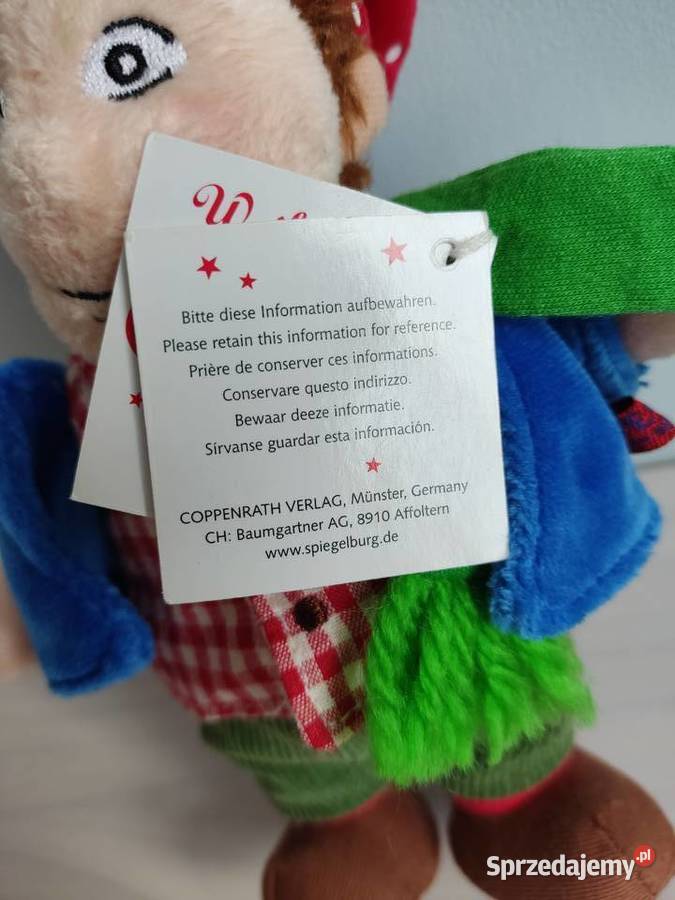 Bitte diese Information aufbewahren.
Please retain this information for reference.
Prière de conserver ces informations.
Conservare questo indirizzo.
Bewaar deeze informatie.
Sírvanse guardar esta información.
COPPENRATH VERLAG, Münster, Germany
CH: Baumgartner AG, 8910 Affoltern
www.spiegelburg.de
Sprzedajemy.pl